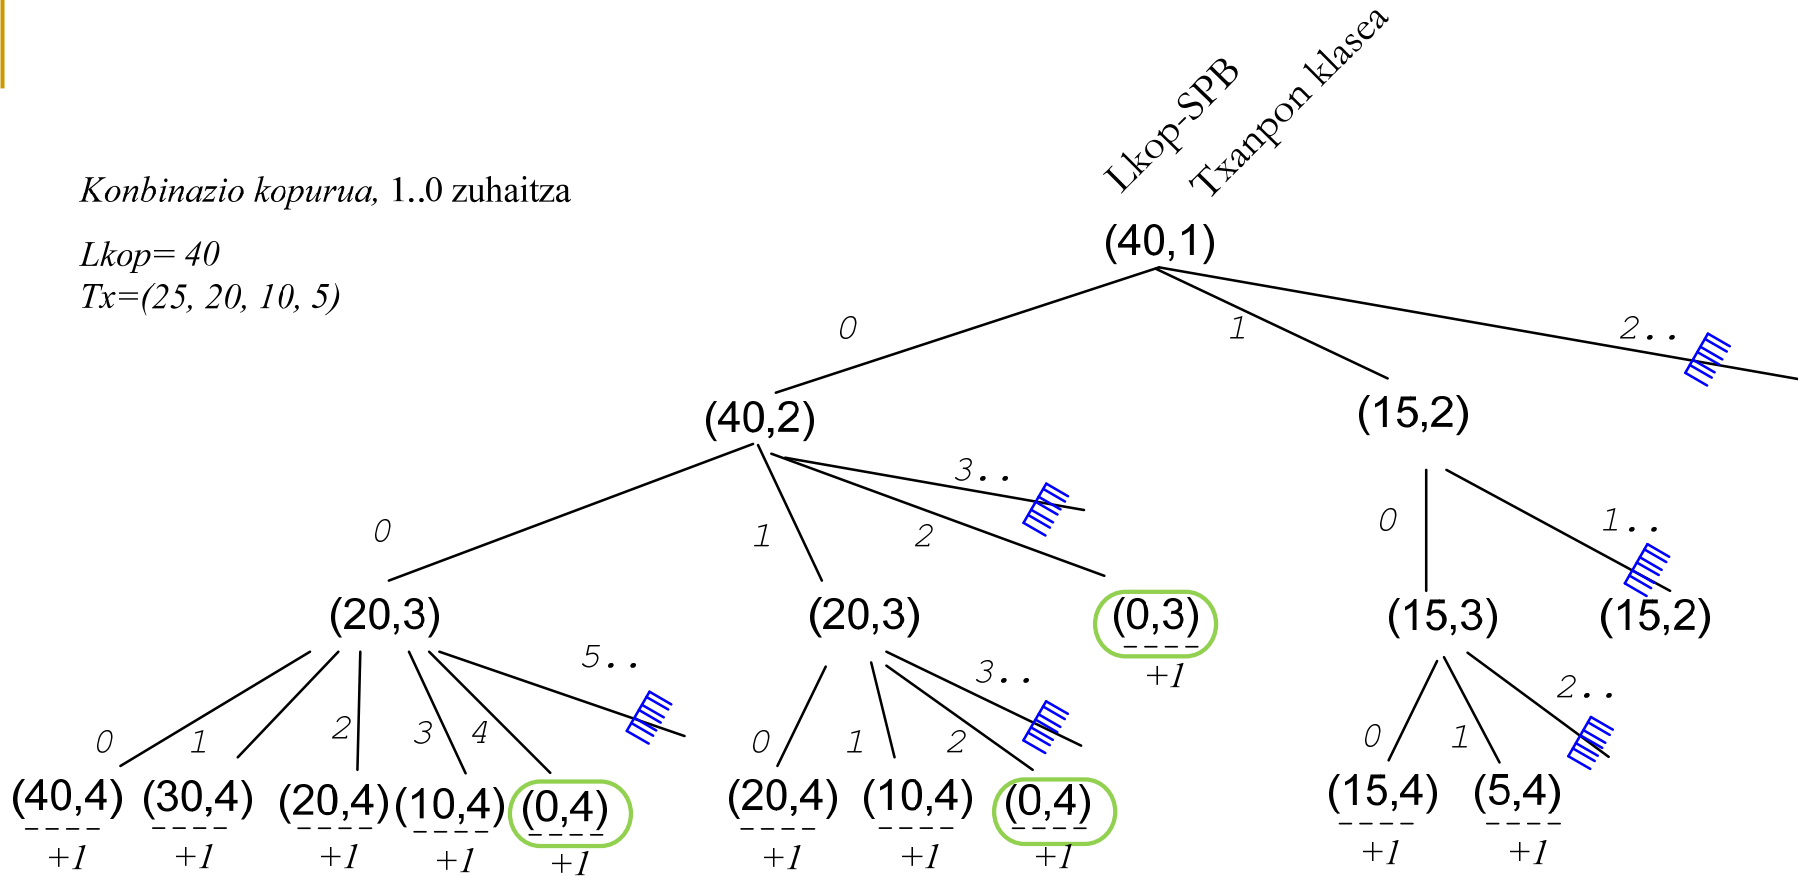 Lkop-SPB
Txanpon klasea
Konbinazio kopurua, 1..0 zuhaitza
Lkop= 40
Tx=(25, 20, 10, 5)
(40,1)
0 1 2..
(40,2) (15,2)
0 1 2 3.. 0 1..
(20,3) (20,3) (0,3) (15,3) (15,2)
+1
0 1 2 3 4 5.. 0 1 2 3.. 0 1 2..
(40,4) (30,4) (20,4) (10,4) (0,4) (20,4) (10,4) (0,4) (15,4) (5,4)
+1 +1 +1 +1 +1 +1 +1 +1 +1 +1